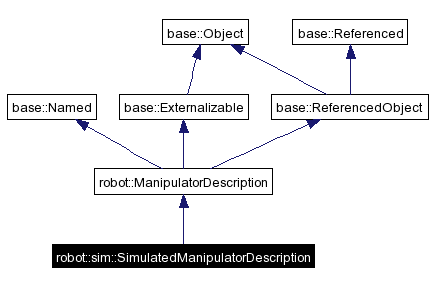 base::Object
base::Referenced
base::Named
base::Externalizable
base::ReferencedObject
robot::ManipulatorDescription
robot::sim::SimulatedManipulatorDescription